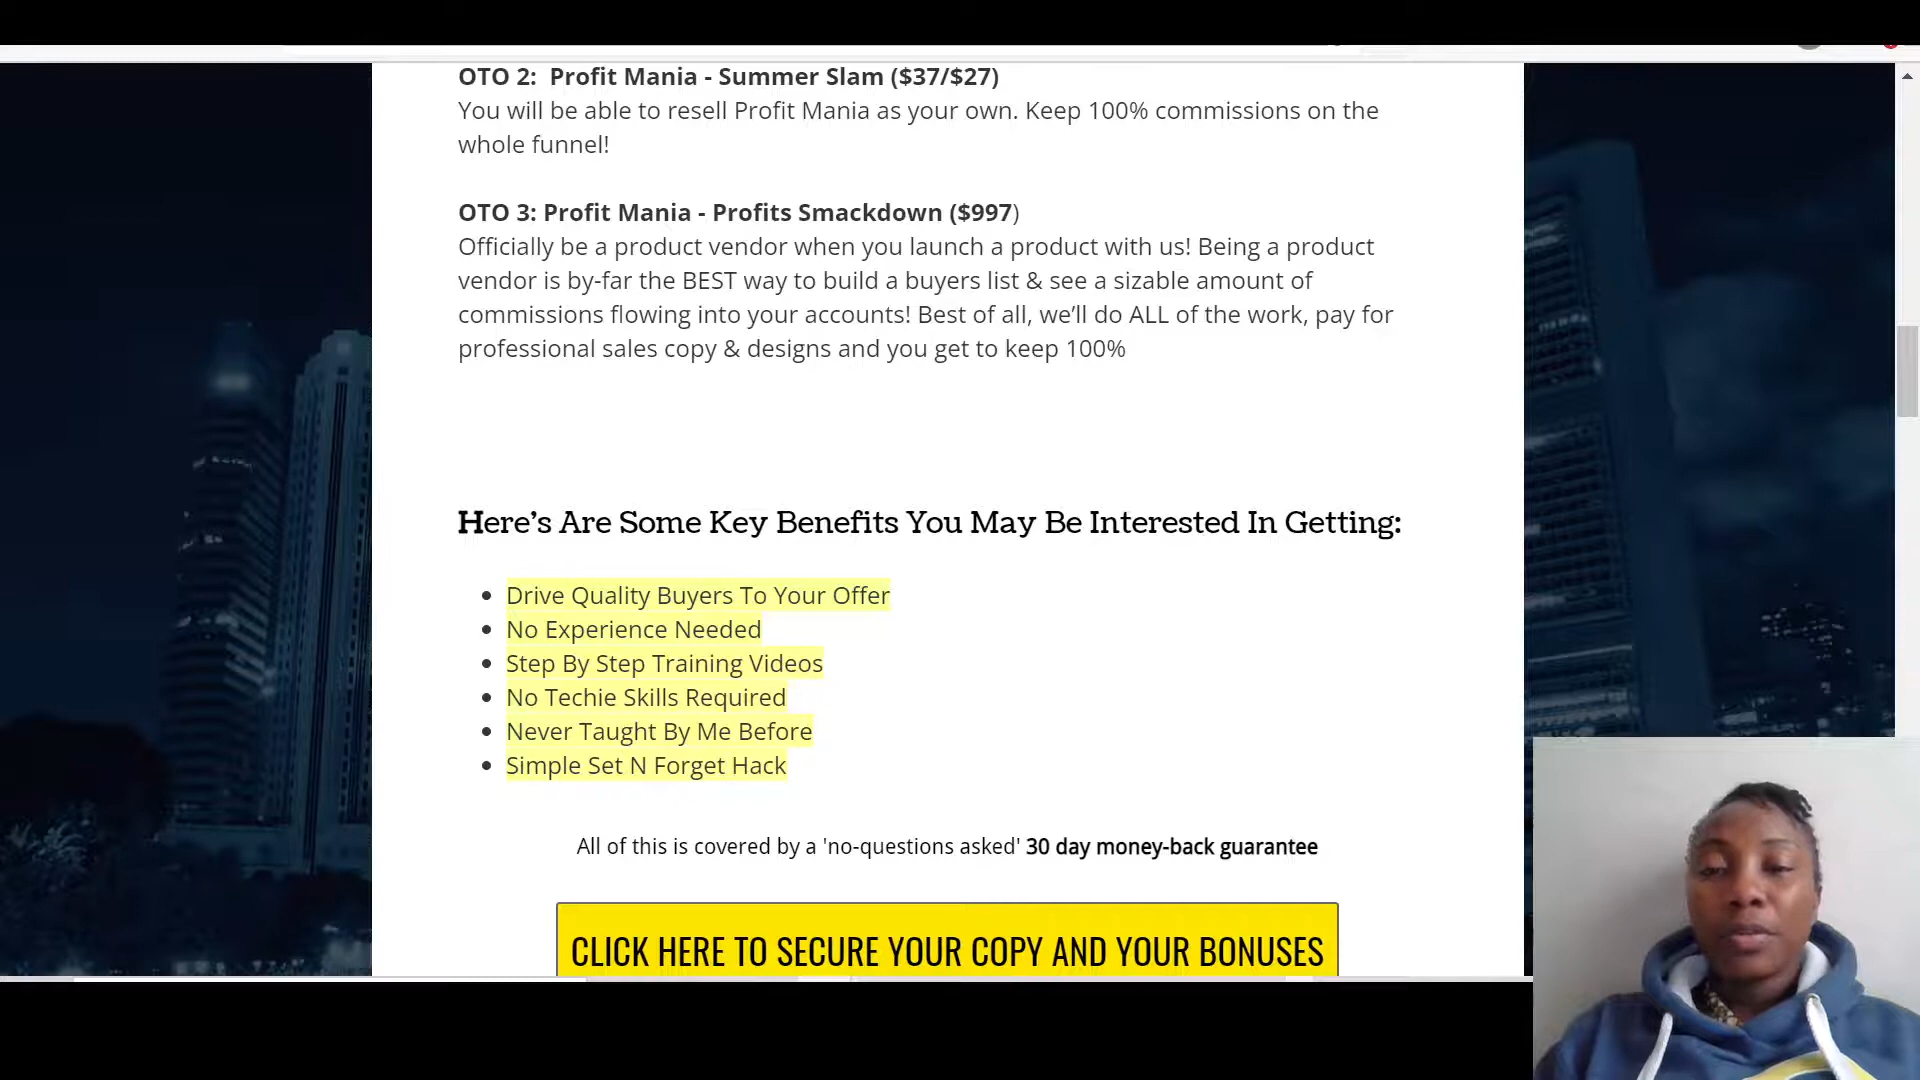 OTO 2:  Profit Mania - Summer Slam ($37/$27)
You will be able to resell Profit Mania as your own. Keep 100% commissions on the
whole funnel!
OTO 3: Profit Mania - Profits Smackdown ($997)
Officially be a product vendor when you launch a product with us! Being a product
vendor is by-far the BEST way to build a buyers list & see a sizable amount of
commissions flowing into your accounts! Best of all, we’ll do ALL of the work, pay for
professional sales copy & designs and you get to keep 100%
Here’s Are Some Key Benefits You May Be Interested In Getting:
Drive Quality Buyers To Your Offer
No Experience Needed
Step By Step Training Videos
No Techie Skills Required
Never Taught By Me Before
Simple Set N Forget Hack
All of this is covered by a 'no-questions asked' 30 day money-back guarantee
CLICK HERE TO SECURE YOUR COPY AND YOUR BONUSES